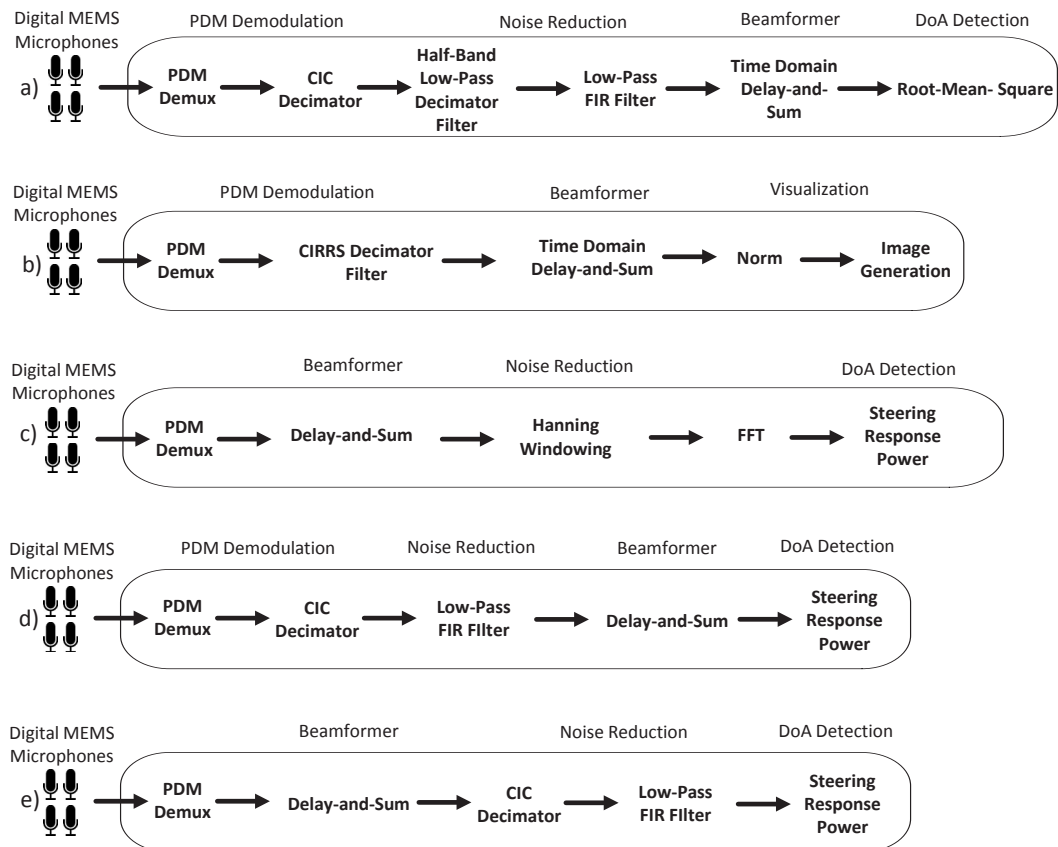 Digital MEMS
Microphones
PDM Demodulation
Noise Reduction
Beamformer
DoA Detection
a)
PDM
Demux
CIC
Decimator
Half-Band
Low-Pass
Decimator
Filter
Low-Pass
FIR Filter
Time Domain
Delay-and-
Sum
Root-Mean- Square
Digital MEMS
Microphones
PDM Demodulation
Beamformer
Visualization
b)
PDM
Demux
CIRRS Decimator
Filter
Time Domain
Delay-and-Sum
Norm
Image
Generation
Digital MEMS
Microphones
Beamformer
Noise Reduction
DoA Detection
c)
PDM
Demux
Delay-and-Sum
Hanning
Windowing
FFT
Steering
Response
Power
Digital MEMS
Microphones
PDM Demodulation
Noise Reduction
Beamformer
DoA Detection
d)
PDM
Demux
CIC
Decimator
Low-Pass
FIR FIlter
Delay-and-Sum
Steering
Response
Power
Digital MEMS
Microphones
Beamformer
Noise Reduction
DoA Detection
e)
PDM
Demux
Delay-and-Sum
CIC
Decimator
Low-Pass
FIR FIlter
Steering
Response
Power